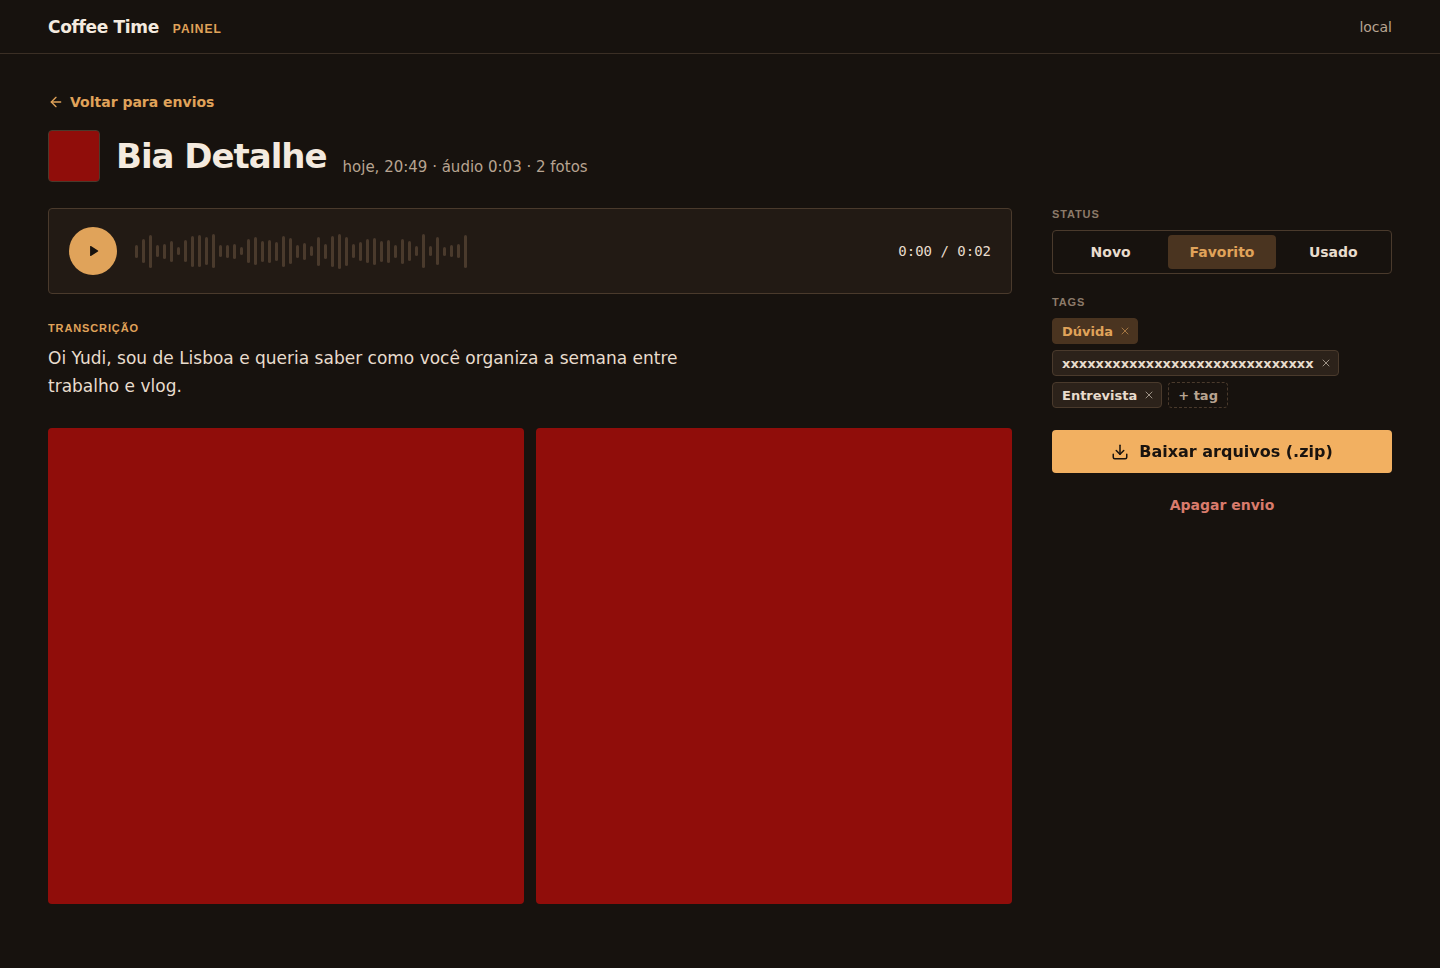 Coffee Time PAINEL
local
Voltar para envios
Bia Detalhe
hoje, 20:49 · áudio 0:03 · 2 fotos
0:00 / 0:02
TRANSCRIÇÃO
Oi Yudi, sou de Lisboa e queria saber como você organiza a semana entre
trabalho e vlog.
STATUS
Novo Favorito Usado
TAGS
Dúvida
xxxxxxxxxxxxxxxxxxxxxxxxxxxxxx
Entrevista + tag
Baixar arquivos (.zip)
Apagar envio